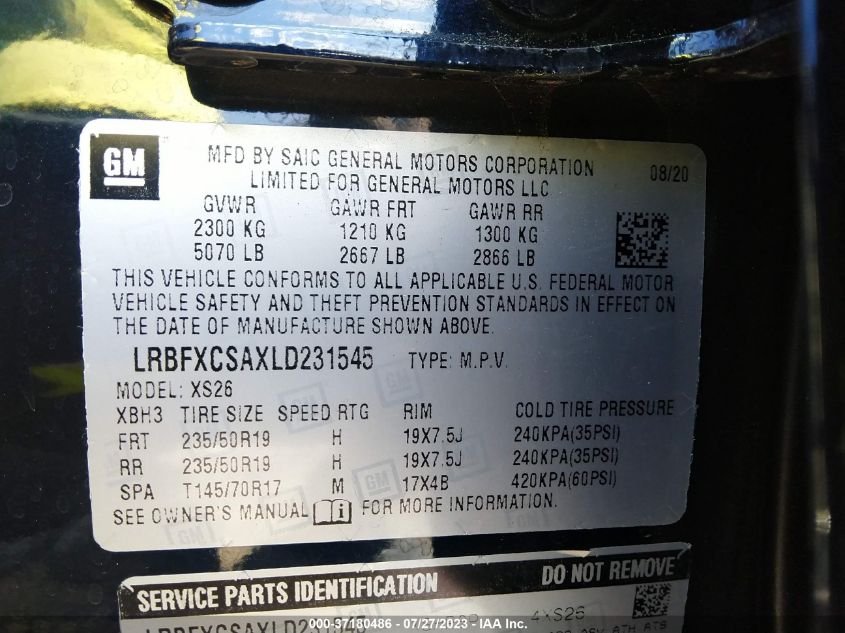 GM
MFD BY SAIC GENERAL MOTORS CORPORATION
LIMITED FOR GENERAL MOTORS LLC
08/20
GVWR GAWR FRT GAWR RR
2300 KG 1210 KG 1300 KG
5070 LB 2667 LB 2866 LB
THIS VEHICLE CONFORMS TO ALL APPLICABLE U.S. FEDERAL MOTOR
VEHICLE SAFETY AND THEFT PREVENTION STANDARDS IN EFFECT ON
THE DATE OF MANUFACTURE SHOWN ABOVE.
LRBFXCSAXLD231545 TYPE: M.P.V.
MODEL: XS26
XBH3 TIRE SIZE SPEED RTG RIM COLD TIRE PRESSURE
FRT 235/50R19 H 19X7.5J 240KPA(35PSI)
RR 235/50R19 H 19X7.5J 240KPA(35PSI)
SPA T145/70R17 M 17X4B 420KPA(60PSI)
SEE OWNER'S MANUAL i FOR MORE INFORMATION.
SERVICE PARTS IDENTIFICATION DO NOT REMOVE
LRBFXCSAXLD231545 4XS26
000-37180486 - 07/27/2023 - IAA Inc.